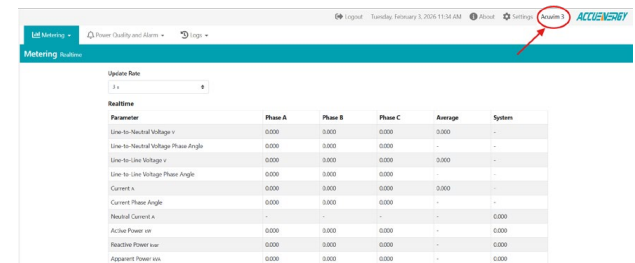 Logout Tuesday, February 3, 2026 11:34 AM About Settings Anavim 3 ACCUENERGY
Metering Power Quality and Alarm Logs
Metering Realtime
Update Rate
3 s
Realtime
Parameter Phase A Phase B Phase C Average System
Line-to-Neutral Voltage V 0.000 0.000 0.000 0.000 -
Line-to-Neutral Voltage Phase Angle 0.000 0.000 0.000 - -
Line-to-Line Voltage V 0.000 0.000 0.000 0.000 -
Line-to-Line Voltage Phase Angle 0.000 0.000 0.000 - -
Current A 0.000 0.000 0.000 0.000 -
Current Phase Angle 0.000 0.000 0.000 - -
Neutral Current A - - - - 0.000
Active Power kW 0.000 0.000 0.000 - 0.000
Reactive Power kvar 0.000 0.000 0.000 - 0.000
Apparent Power kVA 0.000 0.000 0.000 - 0.000